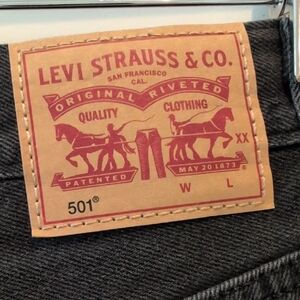 LEVI STRAUSS & CO.
SAN FRANCISCO
CAL.
ORIGINAL RIVETED
QUALITY CLOTHING
XX
PATENTED MAY 20 1873
W L
501®